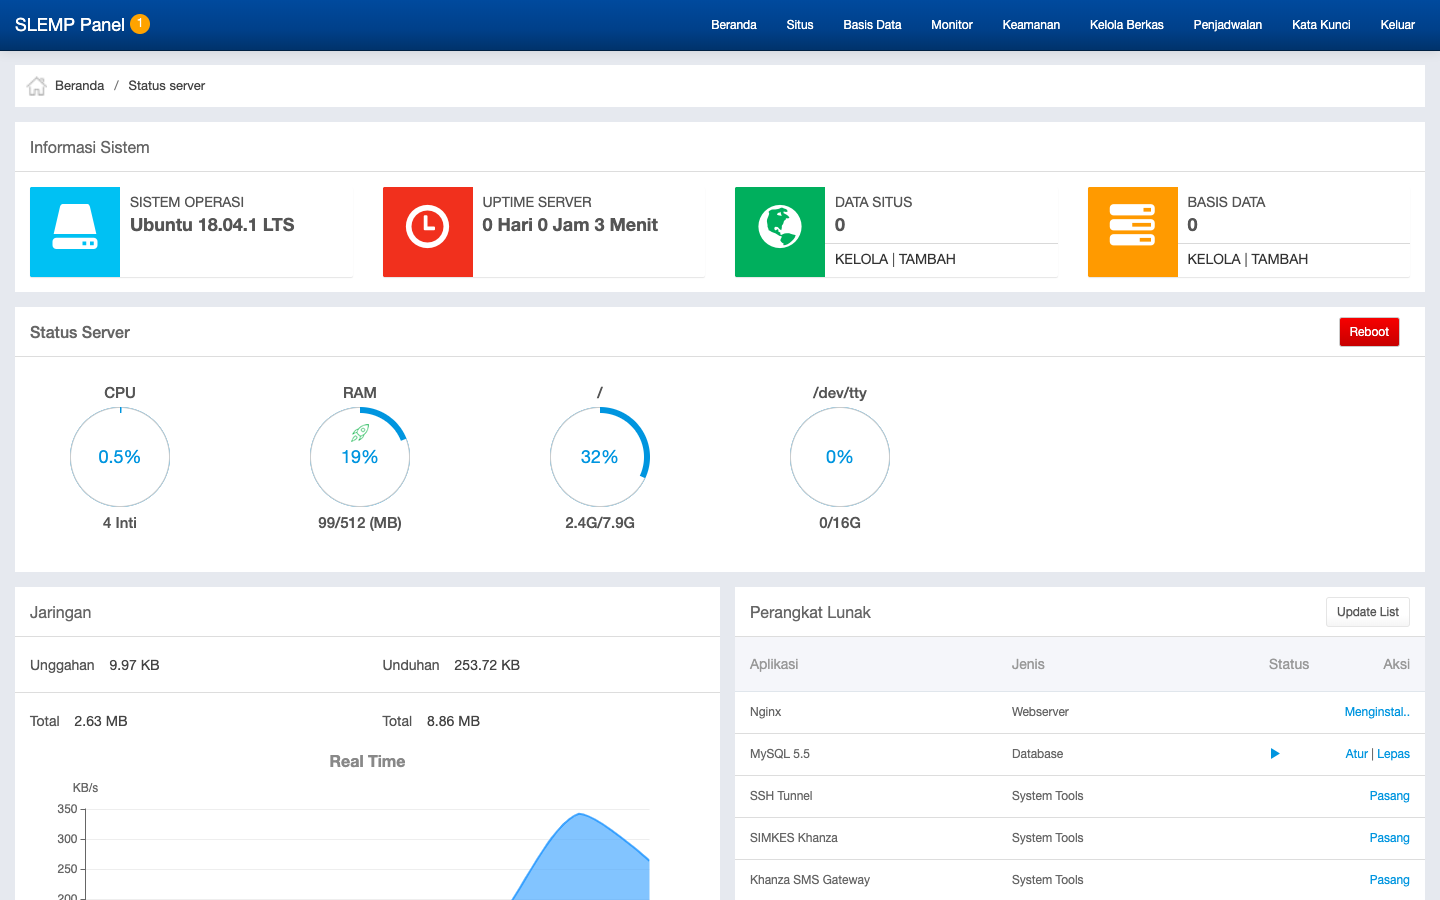 SLEMP Panel 1
Beranda Situs Basis Data Monitor Keamanan Kelola Berkas Penjadwalan Kata Kunci Keluar
Beranda / Status server
Informasi Sistem
SISTEM OPERASI
Ubuntu 18.04.1 LTS
UPTIME SERVER
0 Hari 0 Jam 3 Menit
DATA SITUS
0
KELOLA | TAMBAH
BASIS DATA
0
KELOLA | TAMBAH
Status Server
Reboot
CPU
0.5%
4 Inti
RAM
19%
99/512 (MB)
/
32%
2.4G/7.9G
/dev/tty
0%
0/16G
Jaringan
Unggahan 9.97 KB
Unduhan 253.72 KB
Total 2.63 MB
Total 8.86 MB
Real Time
KB/s
350
300
250
200
Perangkat Lunak
Update List
Aplikasi Jenis Status Aksi
Nginx Webserver Menginstal..
MySQL 5.5 Database Atur | Lepas
SSH Tunnel System Tools Pasang
SIMKES Khanza System Tools Pasang
Khanza SMS Gateway System Tools Pasang